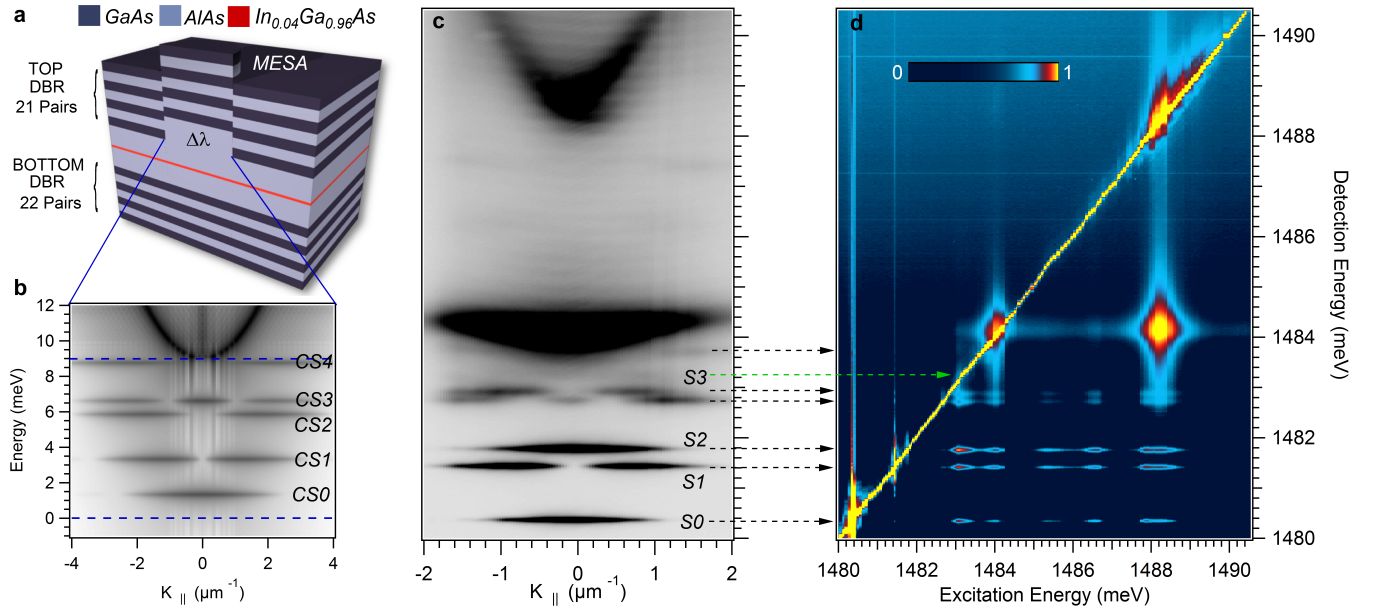 a
GaAs
AlAs
In0.04Ga0.96As
MESA
TOP
DBR
21 Pairs
Δλ
BOTTOM
DBR
22 Pairs
b
12
10
8
6
4
2
0
Energy (meV)
CS4
CS3
CS2
CS1
CS0
-4
-2
0
2
4
K || (µm -1)
c
S3
S2
S1
S0
-2
-1
0
1
2
K || (µm -1)
d
0
1
1490
1488
1486
1484
1482
1480
Detection Energy (meV)
1480
1482
1484
1486
1488
1490
Excitation Energy (meV)